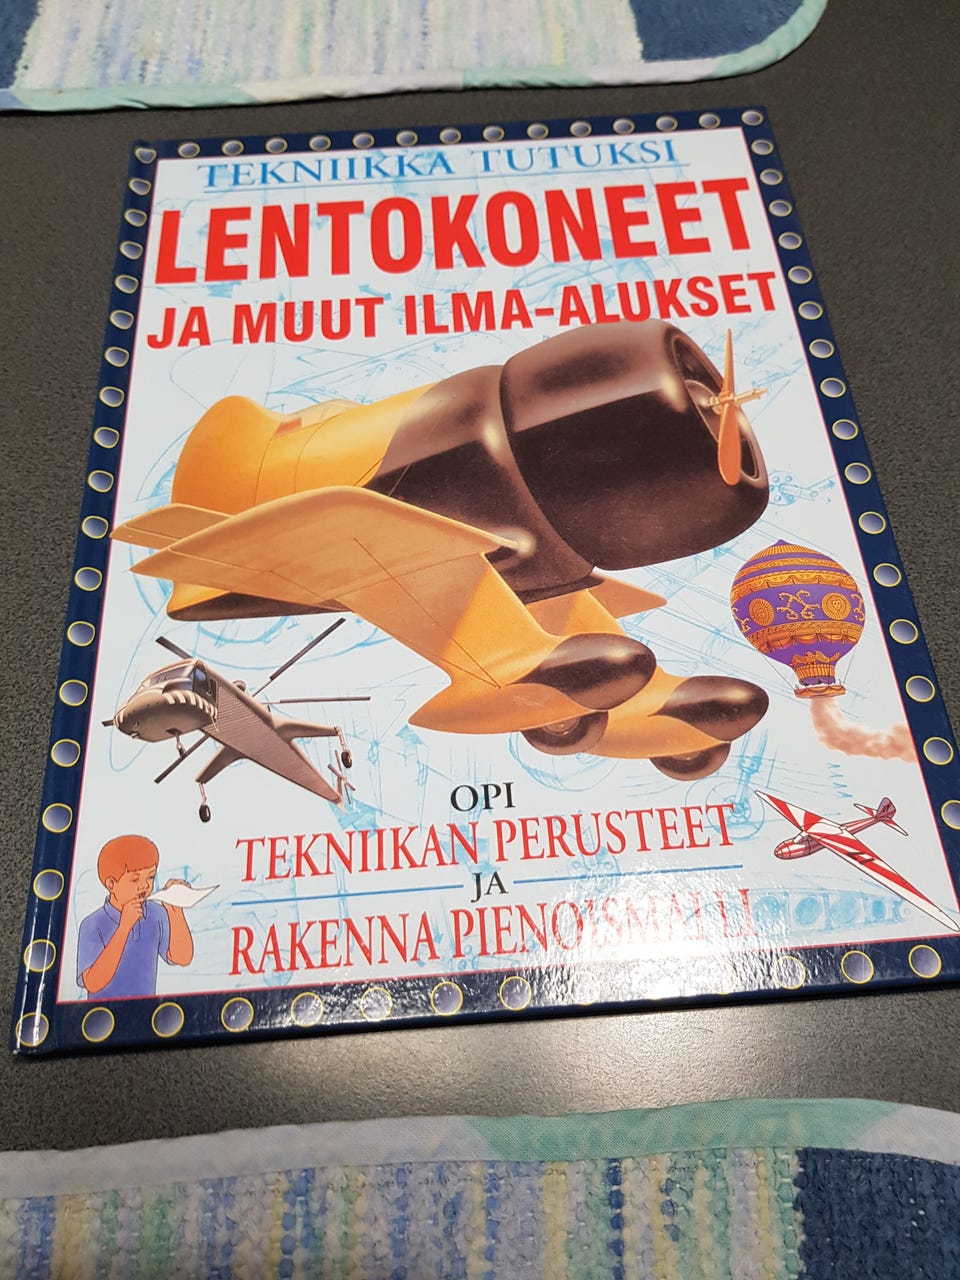 TEKNIIKKA TUTUKSI
LENTOKONEET
JA MUUT ILMA-ALUKSET
OPI
TEKNIIKAN PERUSTEET
JA
RAKENNA PIENOISMALLI